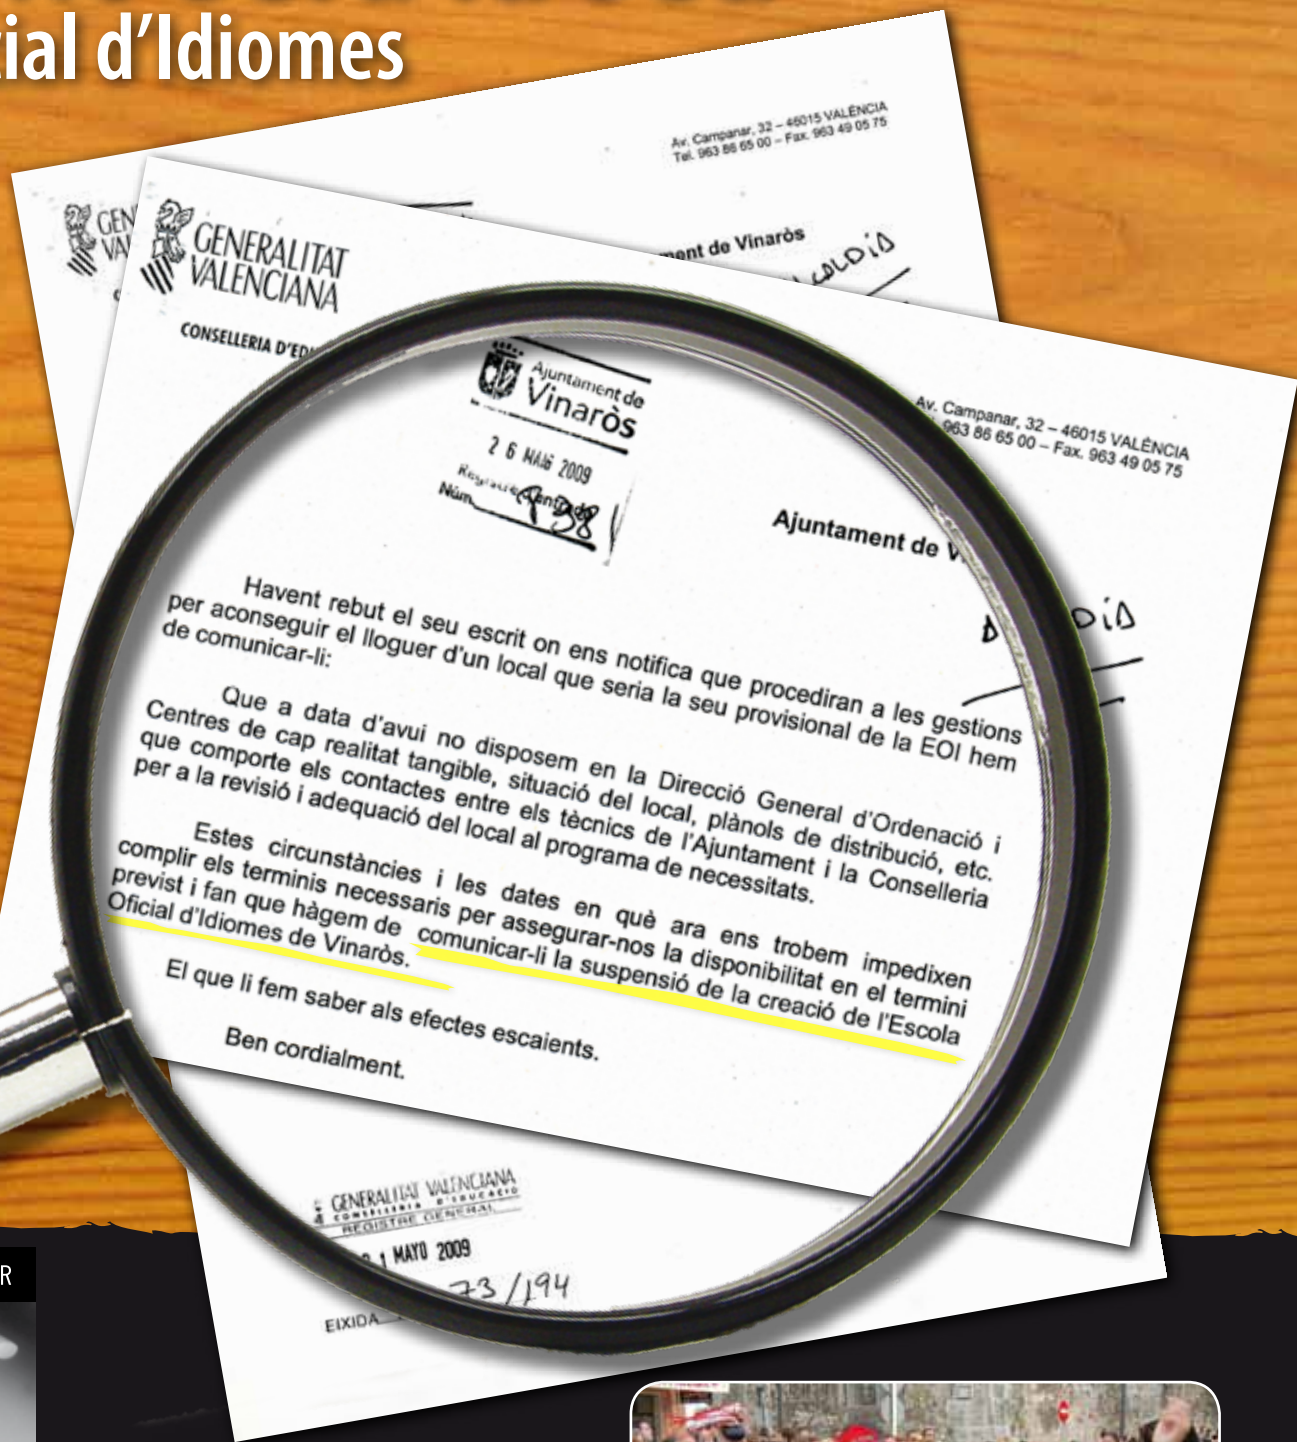 d'Idiomes
Av. Campanar, 32 – 46015 VALÈNCIA
Tel. 963 86 65 00 – Fax. 963 49 05 75
de Vinaròs
GENERALITAT
VALENCIANA
CONSELLERIA
Ajuntament de
Vinaròs
26 MAIG 2009
Núm.
Av. Campanar, 32 – 46015 VALÈNCIA
963 86 65 00 – Fax. 963 49 05 75
Ajuntament de
Havent rebut el seu escrit on ens notifica que procediran a les gestions
per aconseguir el lloguer d'un local que seria la seu provisional de la EOI hem
de comunicar-li:
Que a data d'avui no disposem en la Direcció General d'Ordenació i
Centres de cap realitat tangible, situació del local, plànols de distribució, etc.
que comporte els contactes entre els tècnics de l'Ajuntament i la Conselleria
per a la revisió i adequació del local al programa de necessitats.
Estes circunstàncies i les dates en què ara ens trobem impedixen
complir els terminis necessaris per assegurar-nos la disponibilitat en el termini
previst i fan que hàgem de comunicar-li la suspensió de la creació de l'Escola
Oficial d'Idiomes de Vinaròs.
El que li fem saber als efectes escaients.
Ben cordialment.
GENERALITAT VALENCIANA
CONSELLERIA D'EDUCACIÓ
REGISTRE GENERAL
1 MAYO 2009
73/194
EIXIDA